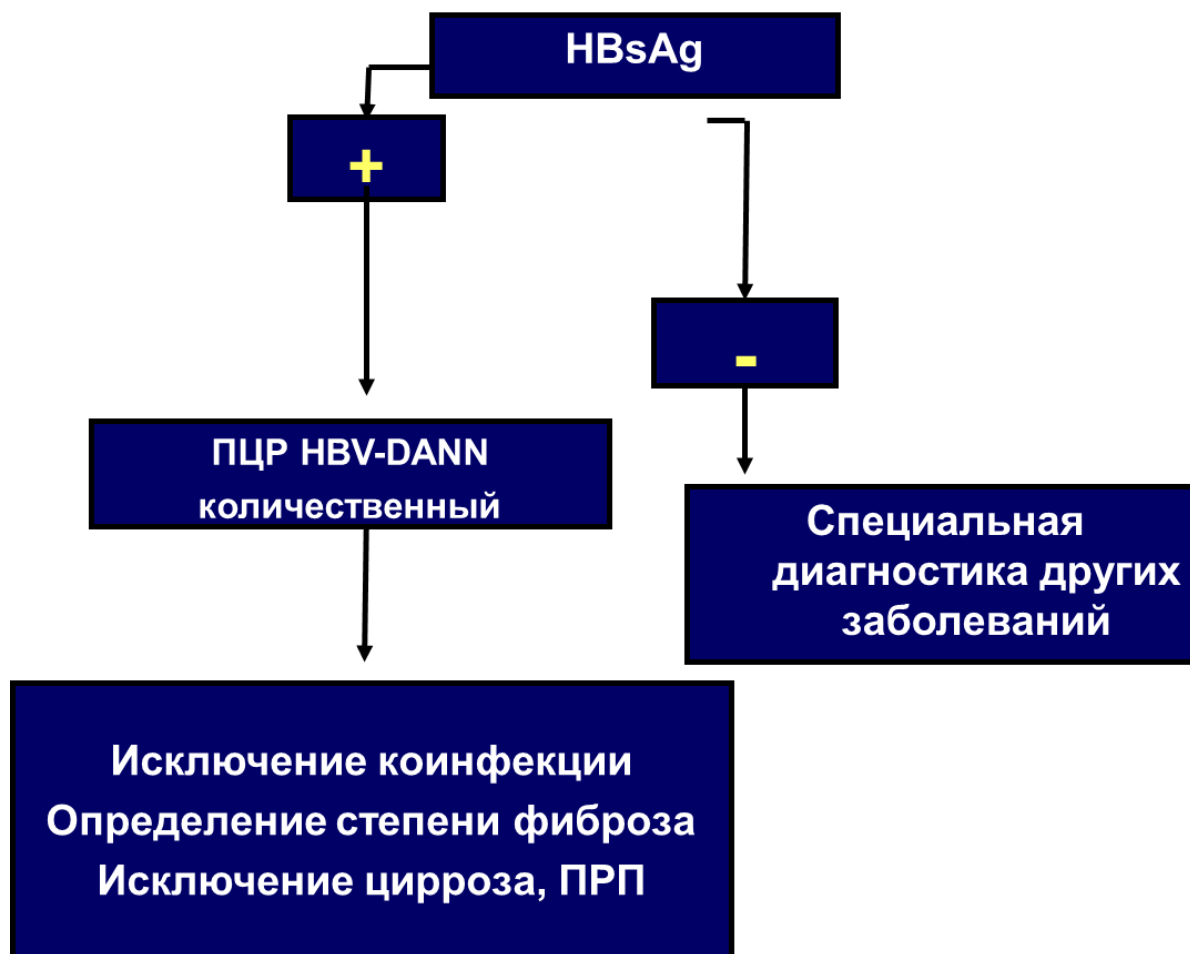 HBsAg
+
-
ПЦР HBV-DANN
количественный
Специальная
диагностика других
заболеваний
Исключение коинфекции
Определение степени фиброза
Исключение цирроза, ПРП